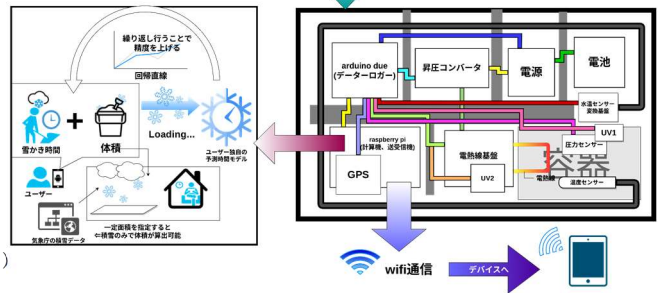 繰り返し行うことで
精度を上げる
回帰直線
雪かき時間
+
体積
Loading...
ユーザー独自の
予測時間モデル
ユーザー
気象庁の積雪データ
一定面積を指定すると
⇐積雪のみで体積が算出可能
)
arduino due
(データーロガー)
昇圧コンバータ
電源
電池
水温センサー
変換基盤
UV1
圧力センサー
raspberry pi
(計算機、送受信機)
GPS
電熱線基盤
UV2
容器
電熱線
温度センサー
wifi通信
デバイスへ